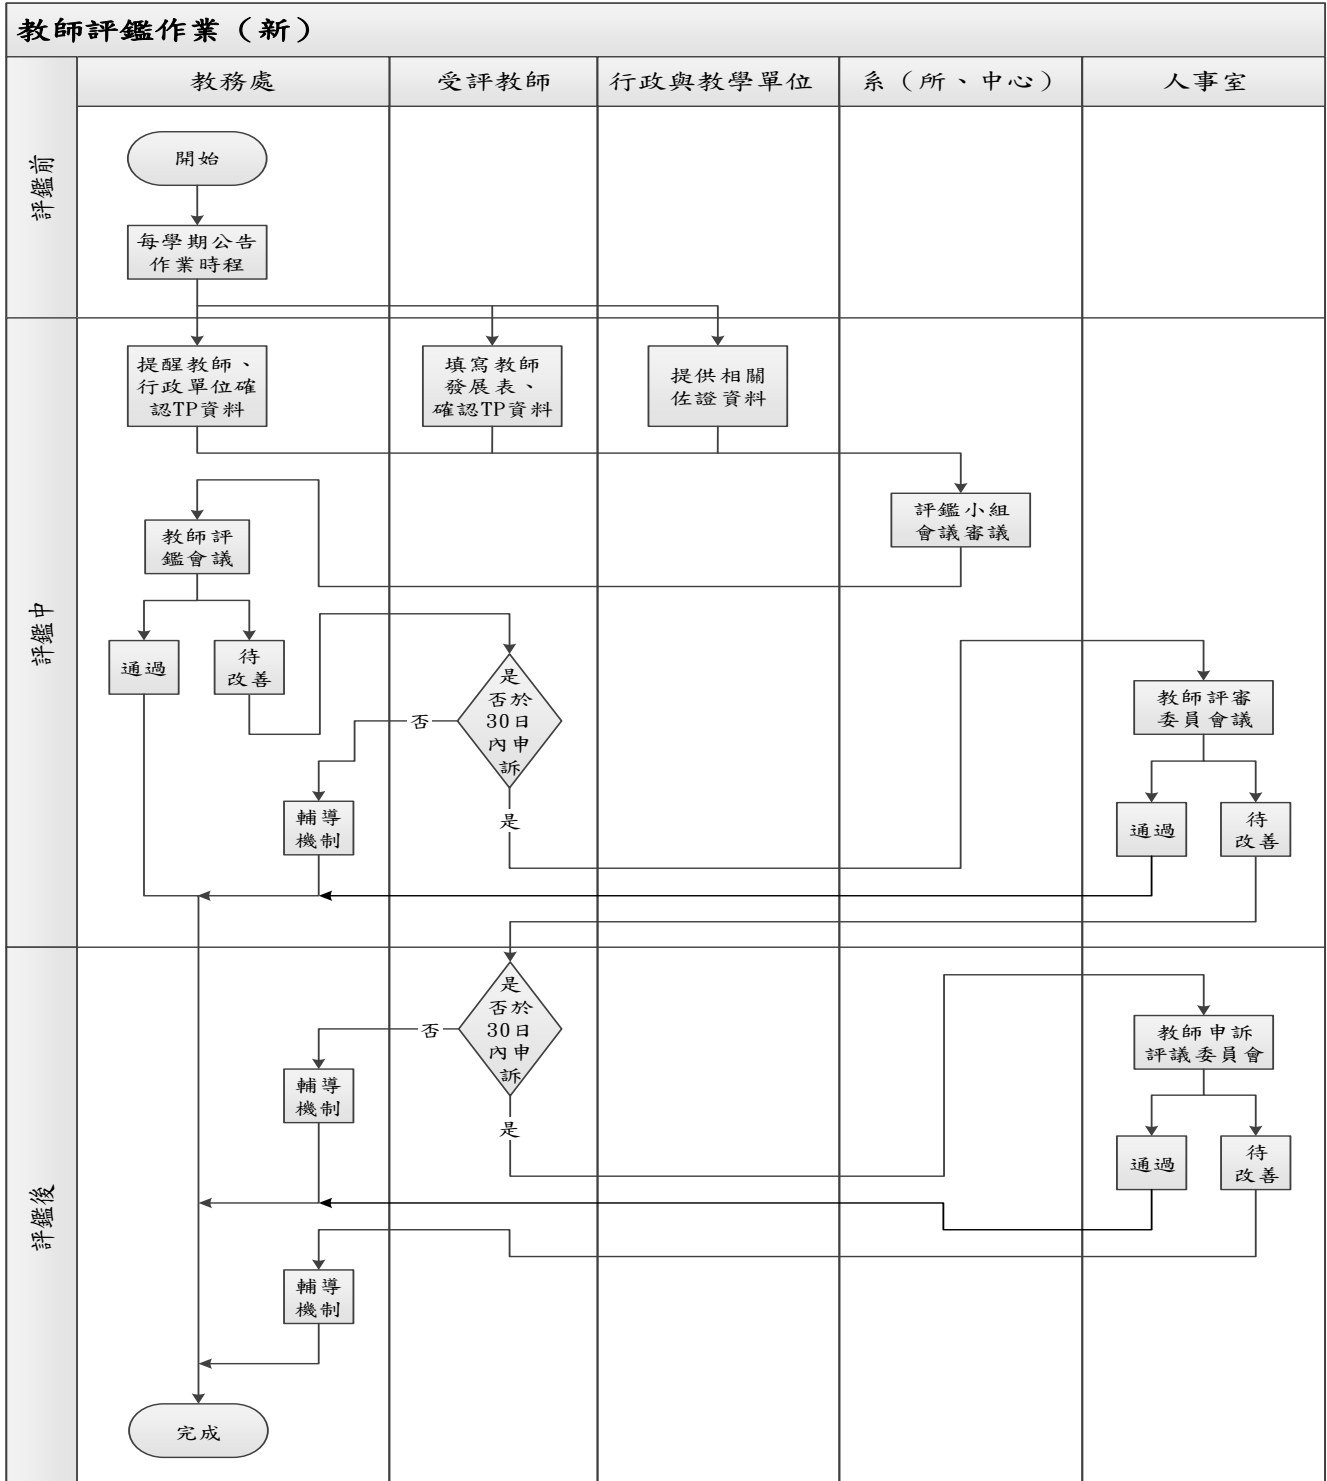 教師評鑑作業（新）
教務處
受評教師
行政與教學單位
系（所、中心）
人事室
評鑑前
開始
每學期公告
作業時程
評鑑中
提醒教師、
行政單位確
認TP資料
填寫教師
發展表、
確認TP資料
提供相關
佐證資料
評鑑小組
會議審議
教師評
鑑會議
通過
待
改善
是
否於
30日
內申
訴
否
是
輔導
機制
教師評審
委員會議
通過
待
改善
評鑑後
是
否於
30日
內申
訴
否
是
輔導
機制
教師申訴
評議委員會
通過
待
改善
輔導
機制
完成